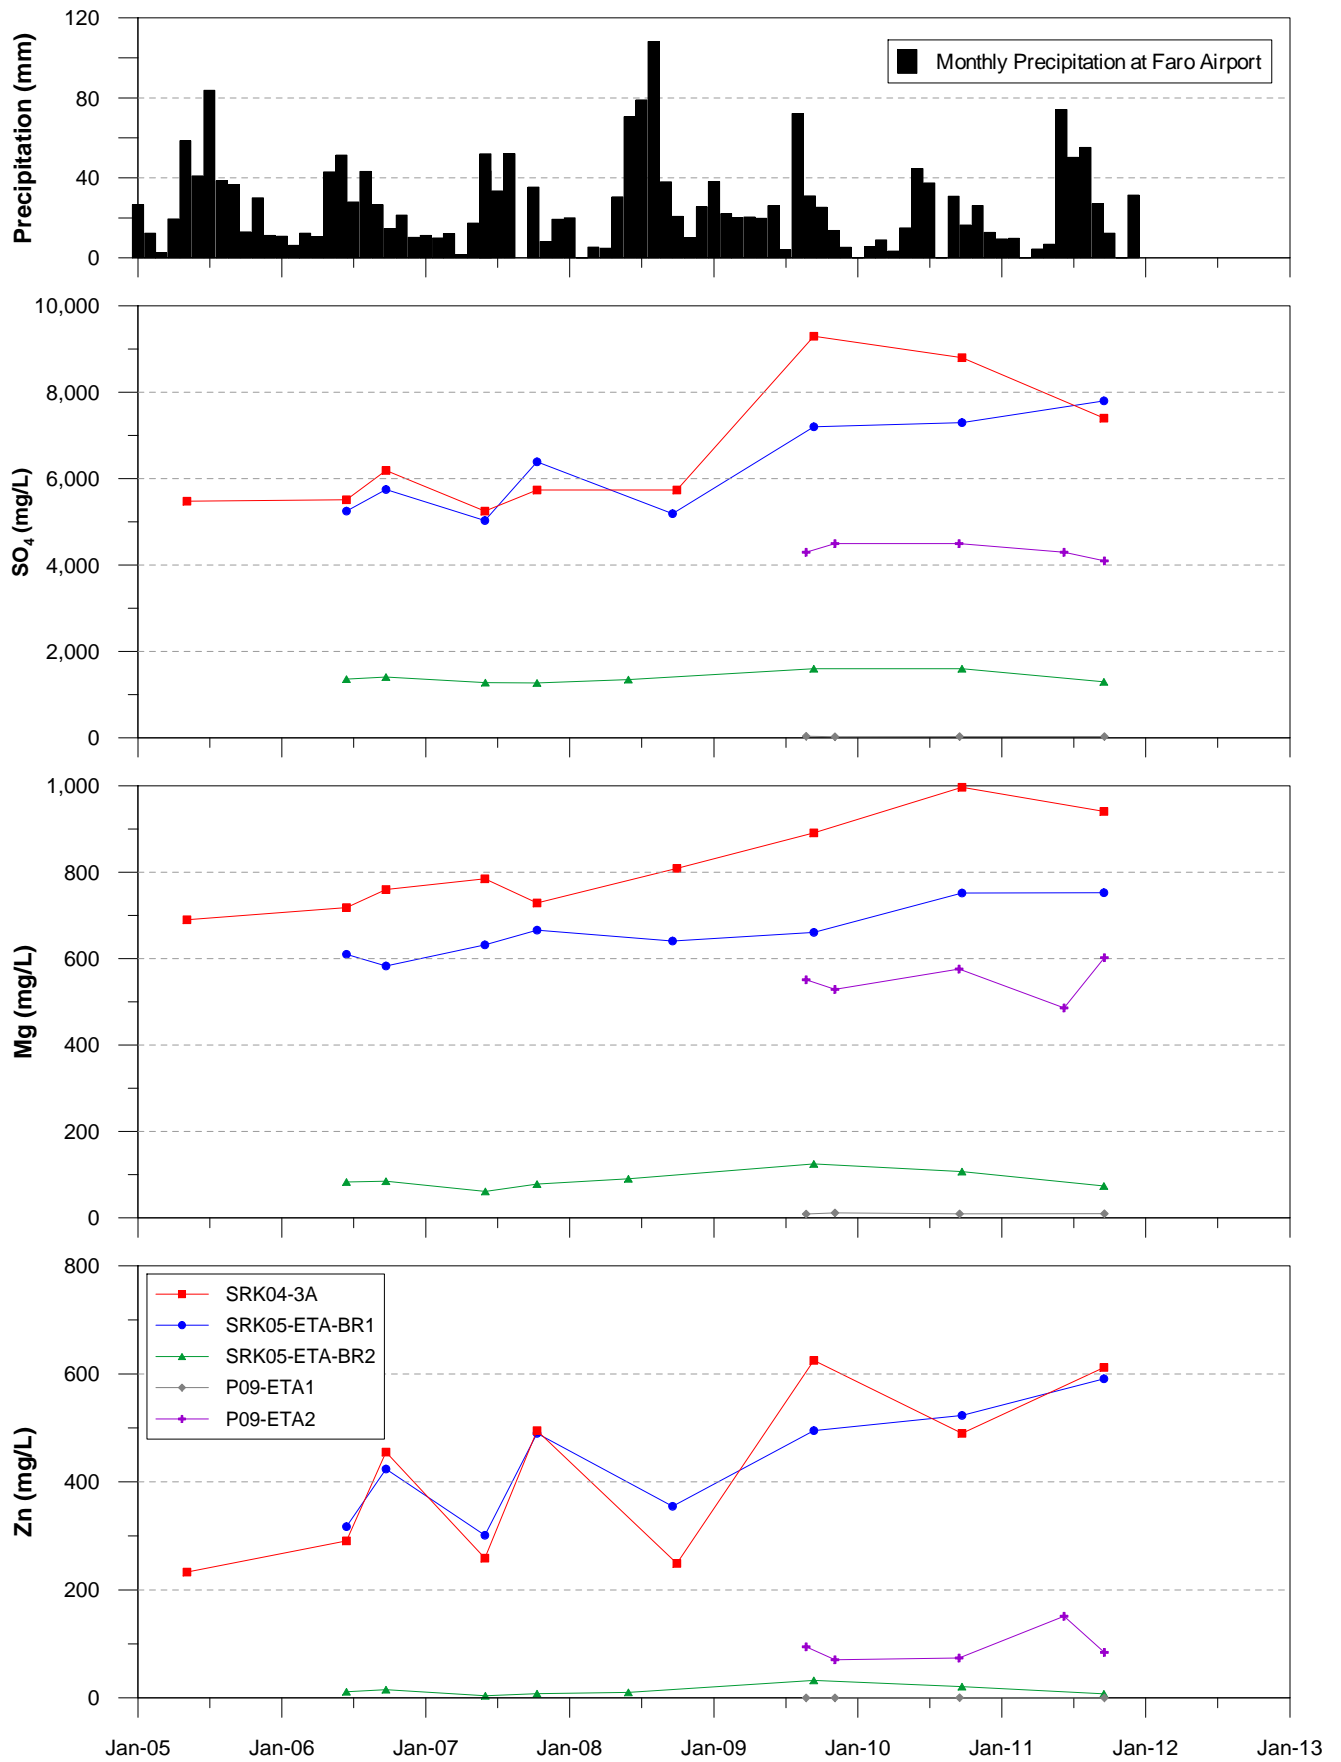 120
80
40
0
Precipitation (mm)
Monthly Precipitation at Faro Airport
10,000
8,000
6,000
4,000
2,000
0
SO₄ (mg/L)
1,000
800
600
400
200
0
Mg (mg/L)
800
600
400
200
0
Zn (mg/L)
SRK04-3A
SRK05-ETA-BR1
SRK05-ETA-BR2
P09-ETA1
P09-ETA2
Jan-05 Jan-06 Jan-07 Jan-08 Jan-09 Jan-10 Jan-11 Jan-12 Jan-13